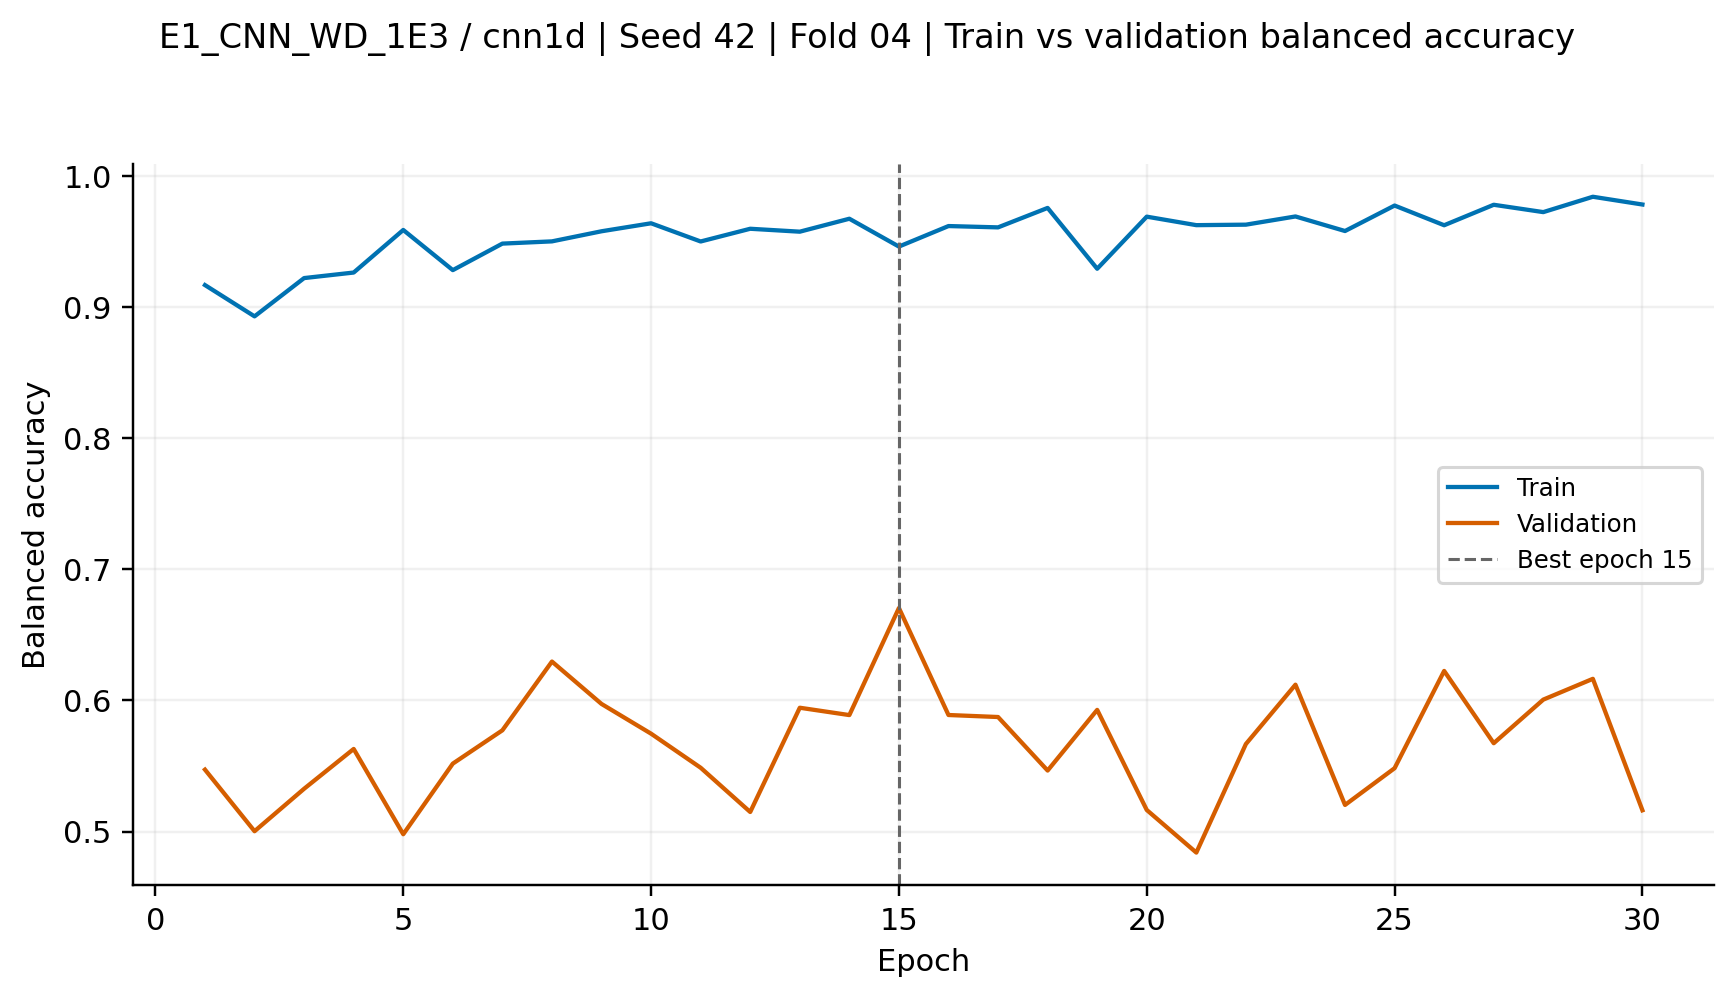 E1_CNN_WD_1E3 / cnn1d | Seed 42 | Fold 04 | Train vs validation balanced accuracy
1.0
0.9
0.8
0.7
0.6
0.5
Balanced accuracy
Train
Validation
Best epoch 15
0 5 10 15 20 25 30
Epoch